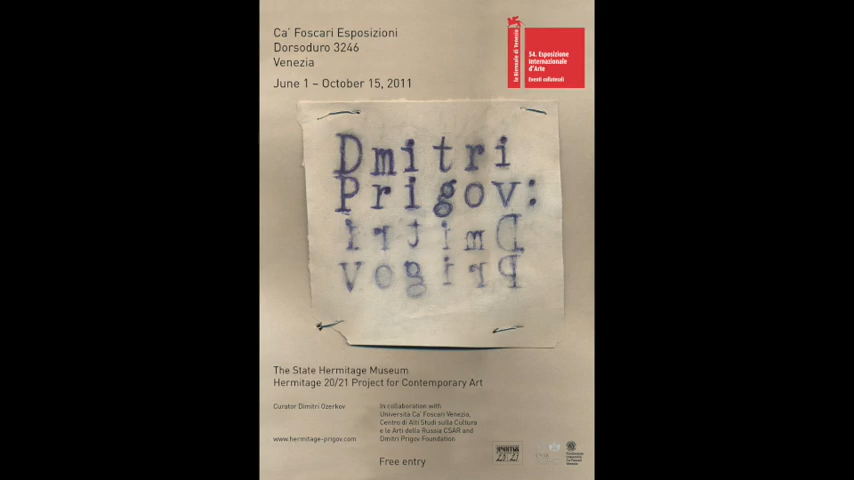 Ca' Foscari Esposizioni
Dorsoduro 3246
Venezia
June 1 – October 15, 2011
la Biennale di Venezia
54. Esposizione
Internazionale
d'Arte
Eventi collaterali
Dmitri
Prigov:
Dmitri
Prigov
The State Hermitage Museum
Hermitage 20/21 Project for Contemporary Art
Curator Dimitri Ozerkov
In collaboration with
Università Ca' Foscari Venezia,
Centro di Alti Studi sulla Cultura
e le Arti della Russia CSAR and
Dmitri Prigov Foundation
www.hermitage-prigov.com
Free entry